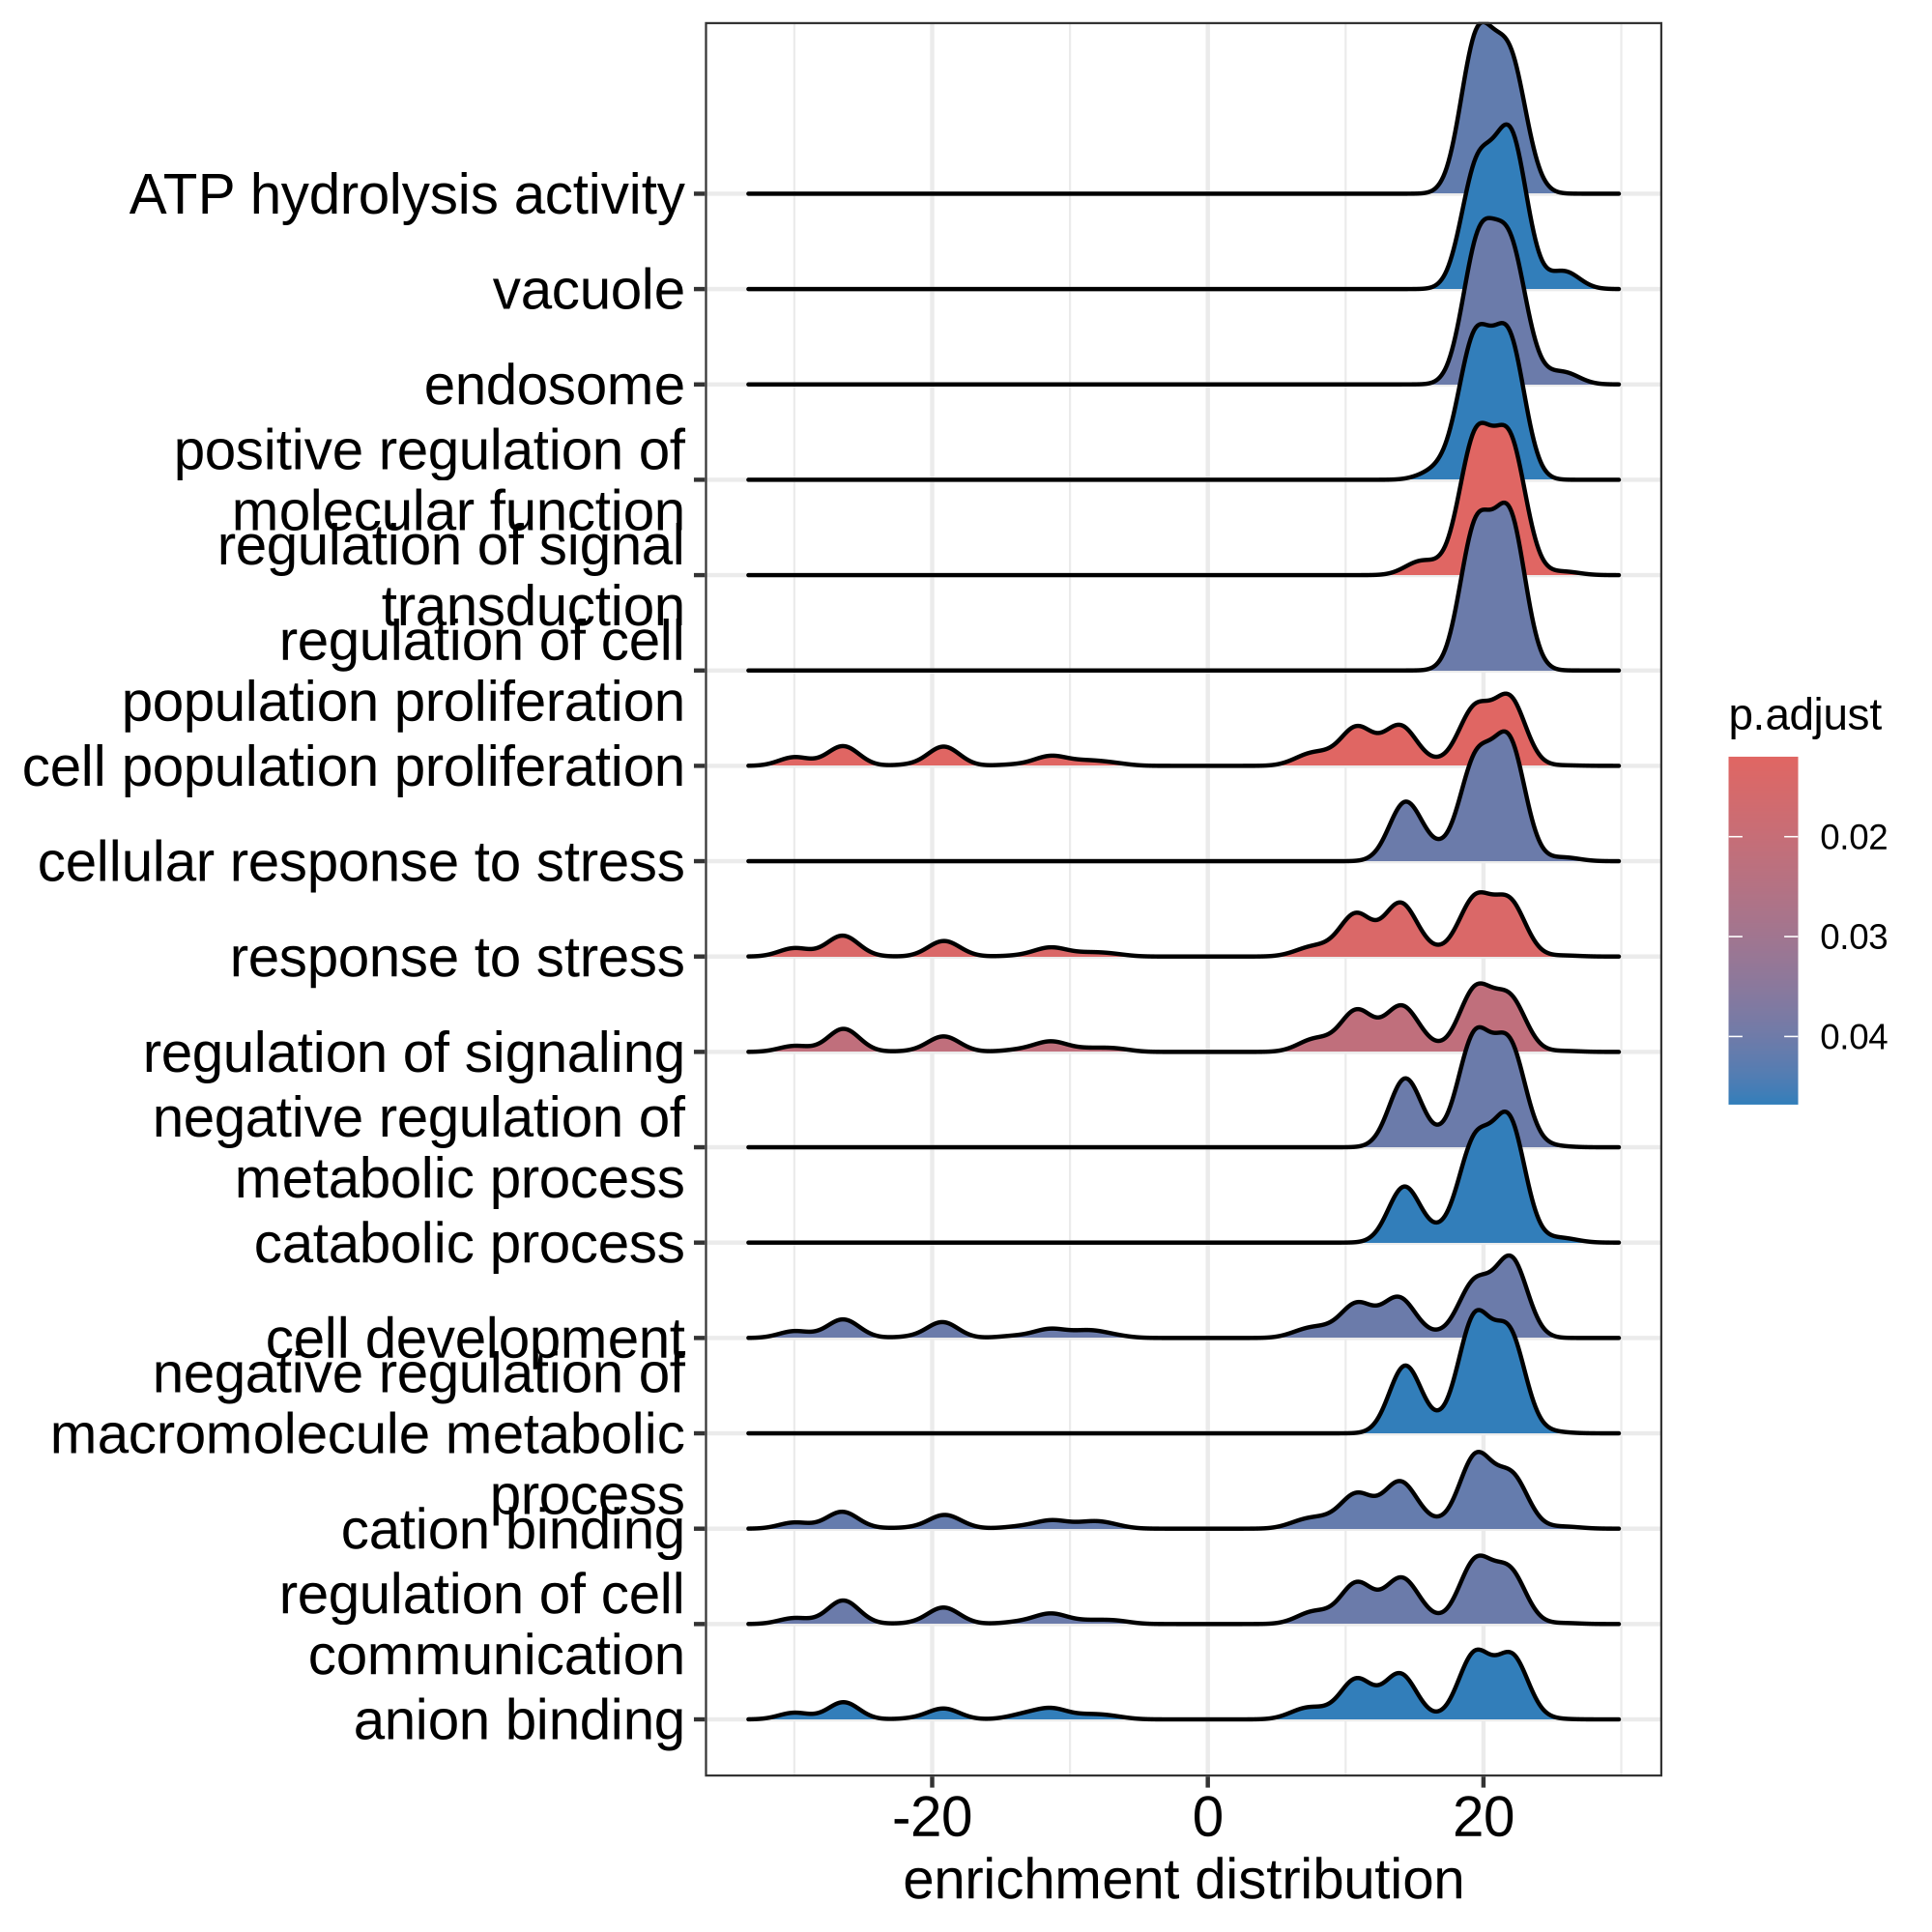 ATP hydrolysis activity
vacuole
endosome
positive regulation of
molecular function
regulation of signal
transduction
regulation of cell
population proliferation
cell population proliferation
cellular response to stress
response to stress
regulation of signaling
negative regulation of
metabolic process
catabolic process
cell development
negative regulation of
macromolecule metabolic
process
cation binding
regulation of cell
communication
anion binding
-20 0 20
enrichment distribution
p.adjust
0.02
0.03
0.04